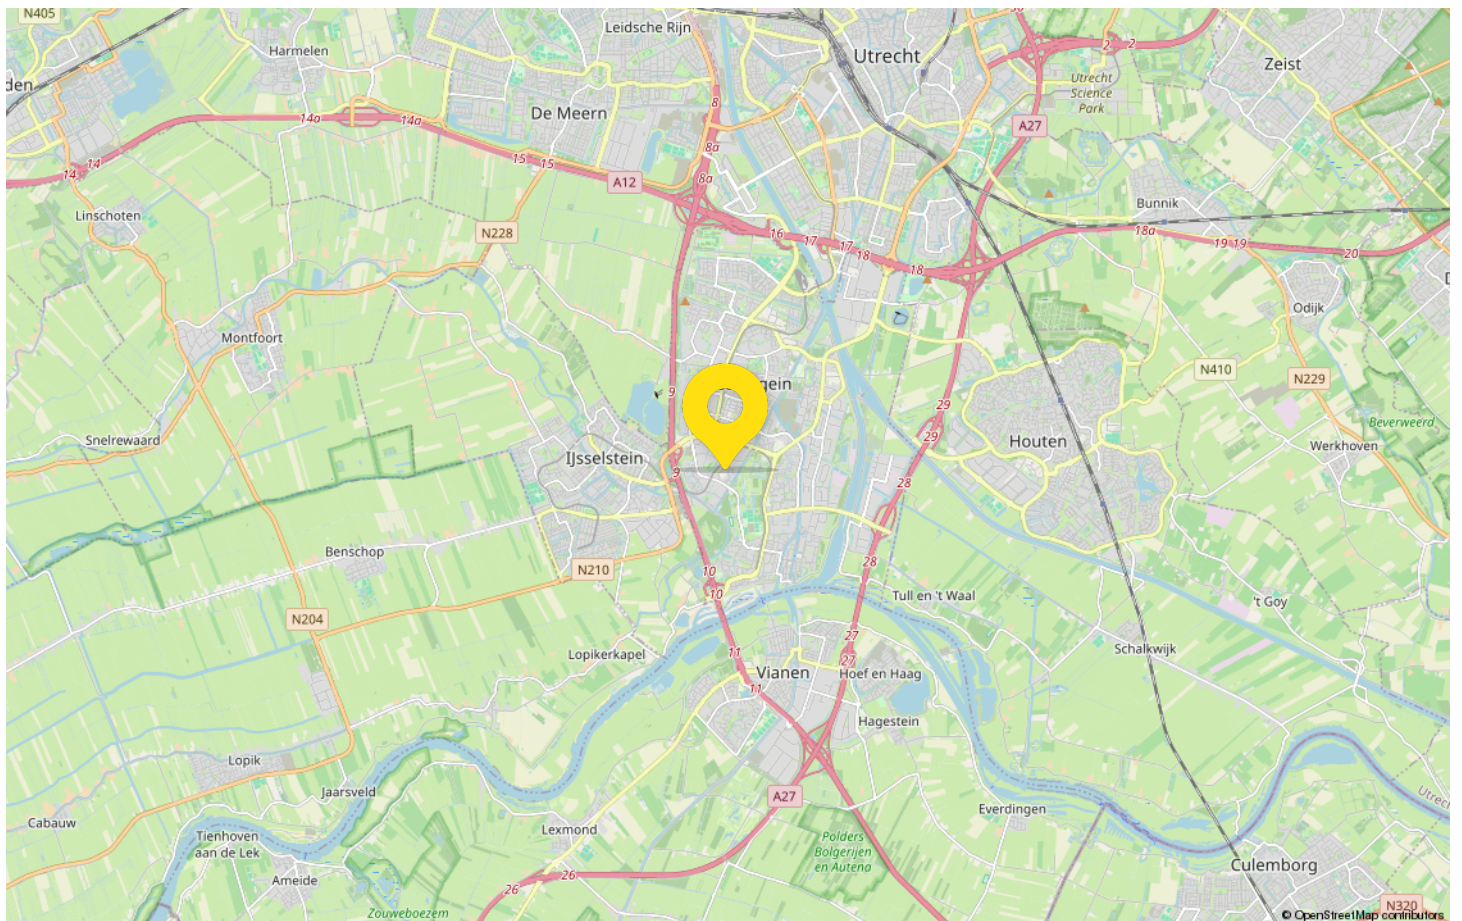 N405
Leidsche Rijn
Harmelen
Utrecht
2
2
Zeist
den
Utrecht
Science
Park
8
De Meern
14a
14a
A27
8a
14
14
15
15
8a
A12
Linschoten
Bunnik
N228
16
17
17
18
18
18a
19
19
20
Odijk
Montfoort
N410
N229
gein
9
29
29
Beverweerd
Snelrewaard
Houten
Werkhoven
IJsselstein
9
28
Benschop
N210
10
10
28
Tull en 't Waal
't Goy
N204
27
Lopikerkapel
11
Schalkwijk
Vianen
27
Hoef en Haag
11
Hagestein
Lopik
Jaarsveld
A27
Utrec
Everdingen
Cabauw
Tienhoven
aan de Lek
Lexmond
Polders
Bolgerijen
en Autena
Culemborg
Ameide
26
26
Zouweboezem
N320
© OpenStreetMap contributors